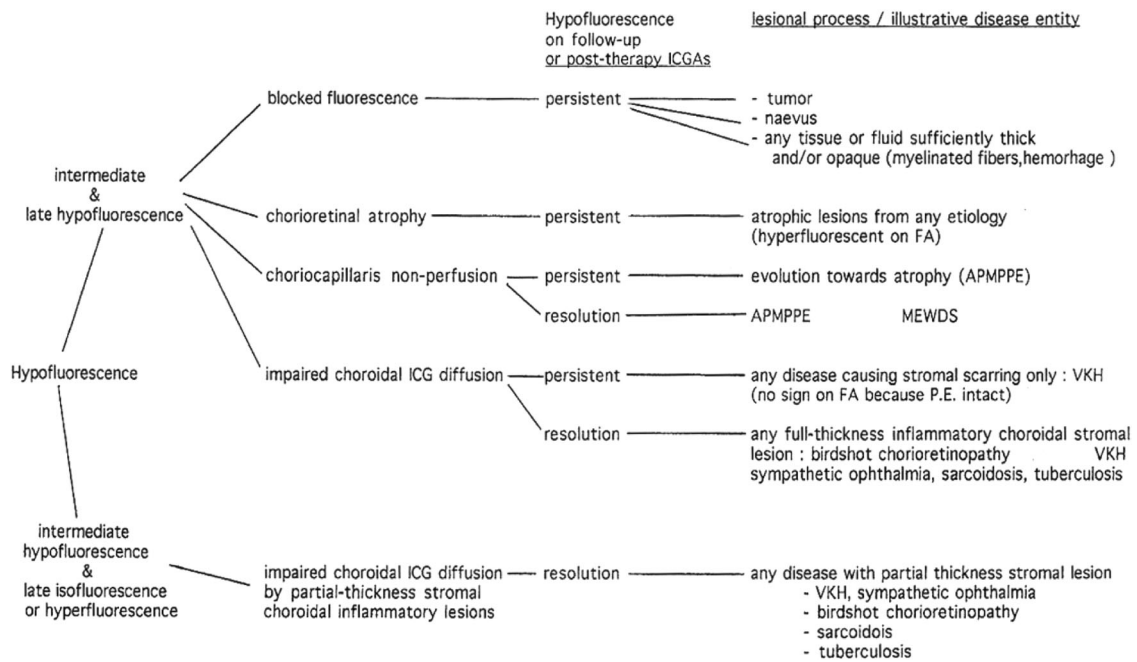 Hypofluorescence
on follow-up
or post-therapy ICGAs
lesional process / illustrative disease entity
blocked fluorescence
persistent
- tumor
- naevus
- any tissue or fluid sufficiently thick
and/or opaque (myelinated fibers,hemorhage )
intermediate
&
late hypofluorescence
chorioretinal atrophy
persistent
atrophic lesions from any etiology
(hyperfluorescent on FA)
choriocapillaris non-perfusion
persistent
evolution towards atrophy (APMPPE)
resolution
APMPPE MEWDS
Hypofluorescence
impaired choroidal ICG diffusion
persistent
any disease causing stromal scarring only : VKH
(no sign on FA because P.E. intact)
resolution
any full-thickness inflammatory choroidal stromal
lesion : birdshot chorioretinopathy VKH
sympathetic ophthalmia, sarcoidosis, tuberculosis
intermediate
hypofluorescence
&
late isofluorescence
or hyperfluorescence
impaired choroidal ICG diffusion
by partial-thickness stromal
choroidal inflammatory lesions
resolution
any disease with partial thickness stromal lesion
- VKH, sympathetic ophthalmia
- birdshot chorioretinopathy
- sarcoidois
- tuberculosis